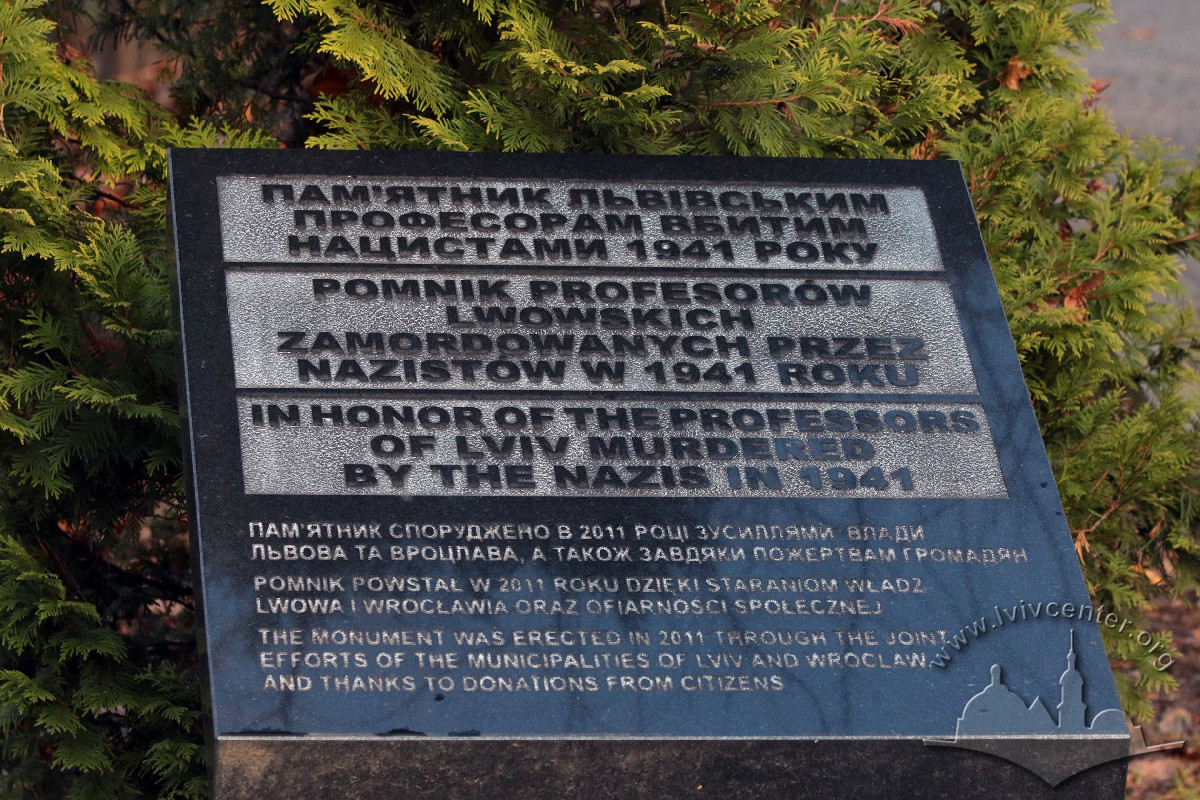 ПАМ'ЯТНИК ЛЬВІВСЬКИМ
ПРОФЕСОРАМ ВБИТИМ
НАЦИСТАМИ 1941 РОКУ
POMNIK PROFESORÓW
LWOWSKICH
ZAMORDOWANYCH PRZEZ
NAZISTÓW W 1941 ROKU
IN HONOR OF THE PROFESSORS
OF LVIV MURDERED
BY THE NAZIS IN 1941
ПАМ'ЯТНИК СПОРУДЖЕНО В 2011 РОЦІ ЗУСИЛЛЯМИ ВЛАДИ
ЛЬВОВА ТА ВРОЦЛАВА, А ТАКОЖ ЗАВДЯКИ ПОЖЕРТВАМ ГРОМАДЯН
POMNIK POWSTAŁ W 2011 ROKU DZIĘKI STARANIOM WŁADZ
LWOWA I WROCŁAWIA ORAZ OFIARNOŚCI SPOŁECZNEJ
THE MONUMENT WAS ERECTED IN 2011 THROUGH THE JOINT
EFFORTS OF THE MUNICIPALITIES OF LVIV AND WROCLAW,
AND THANKS TO DONATIONS FROM CITIZENS
www.lvivcenter.org